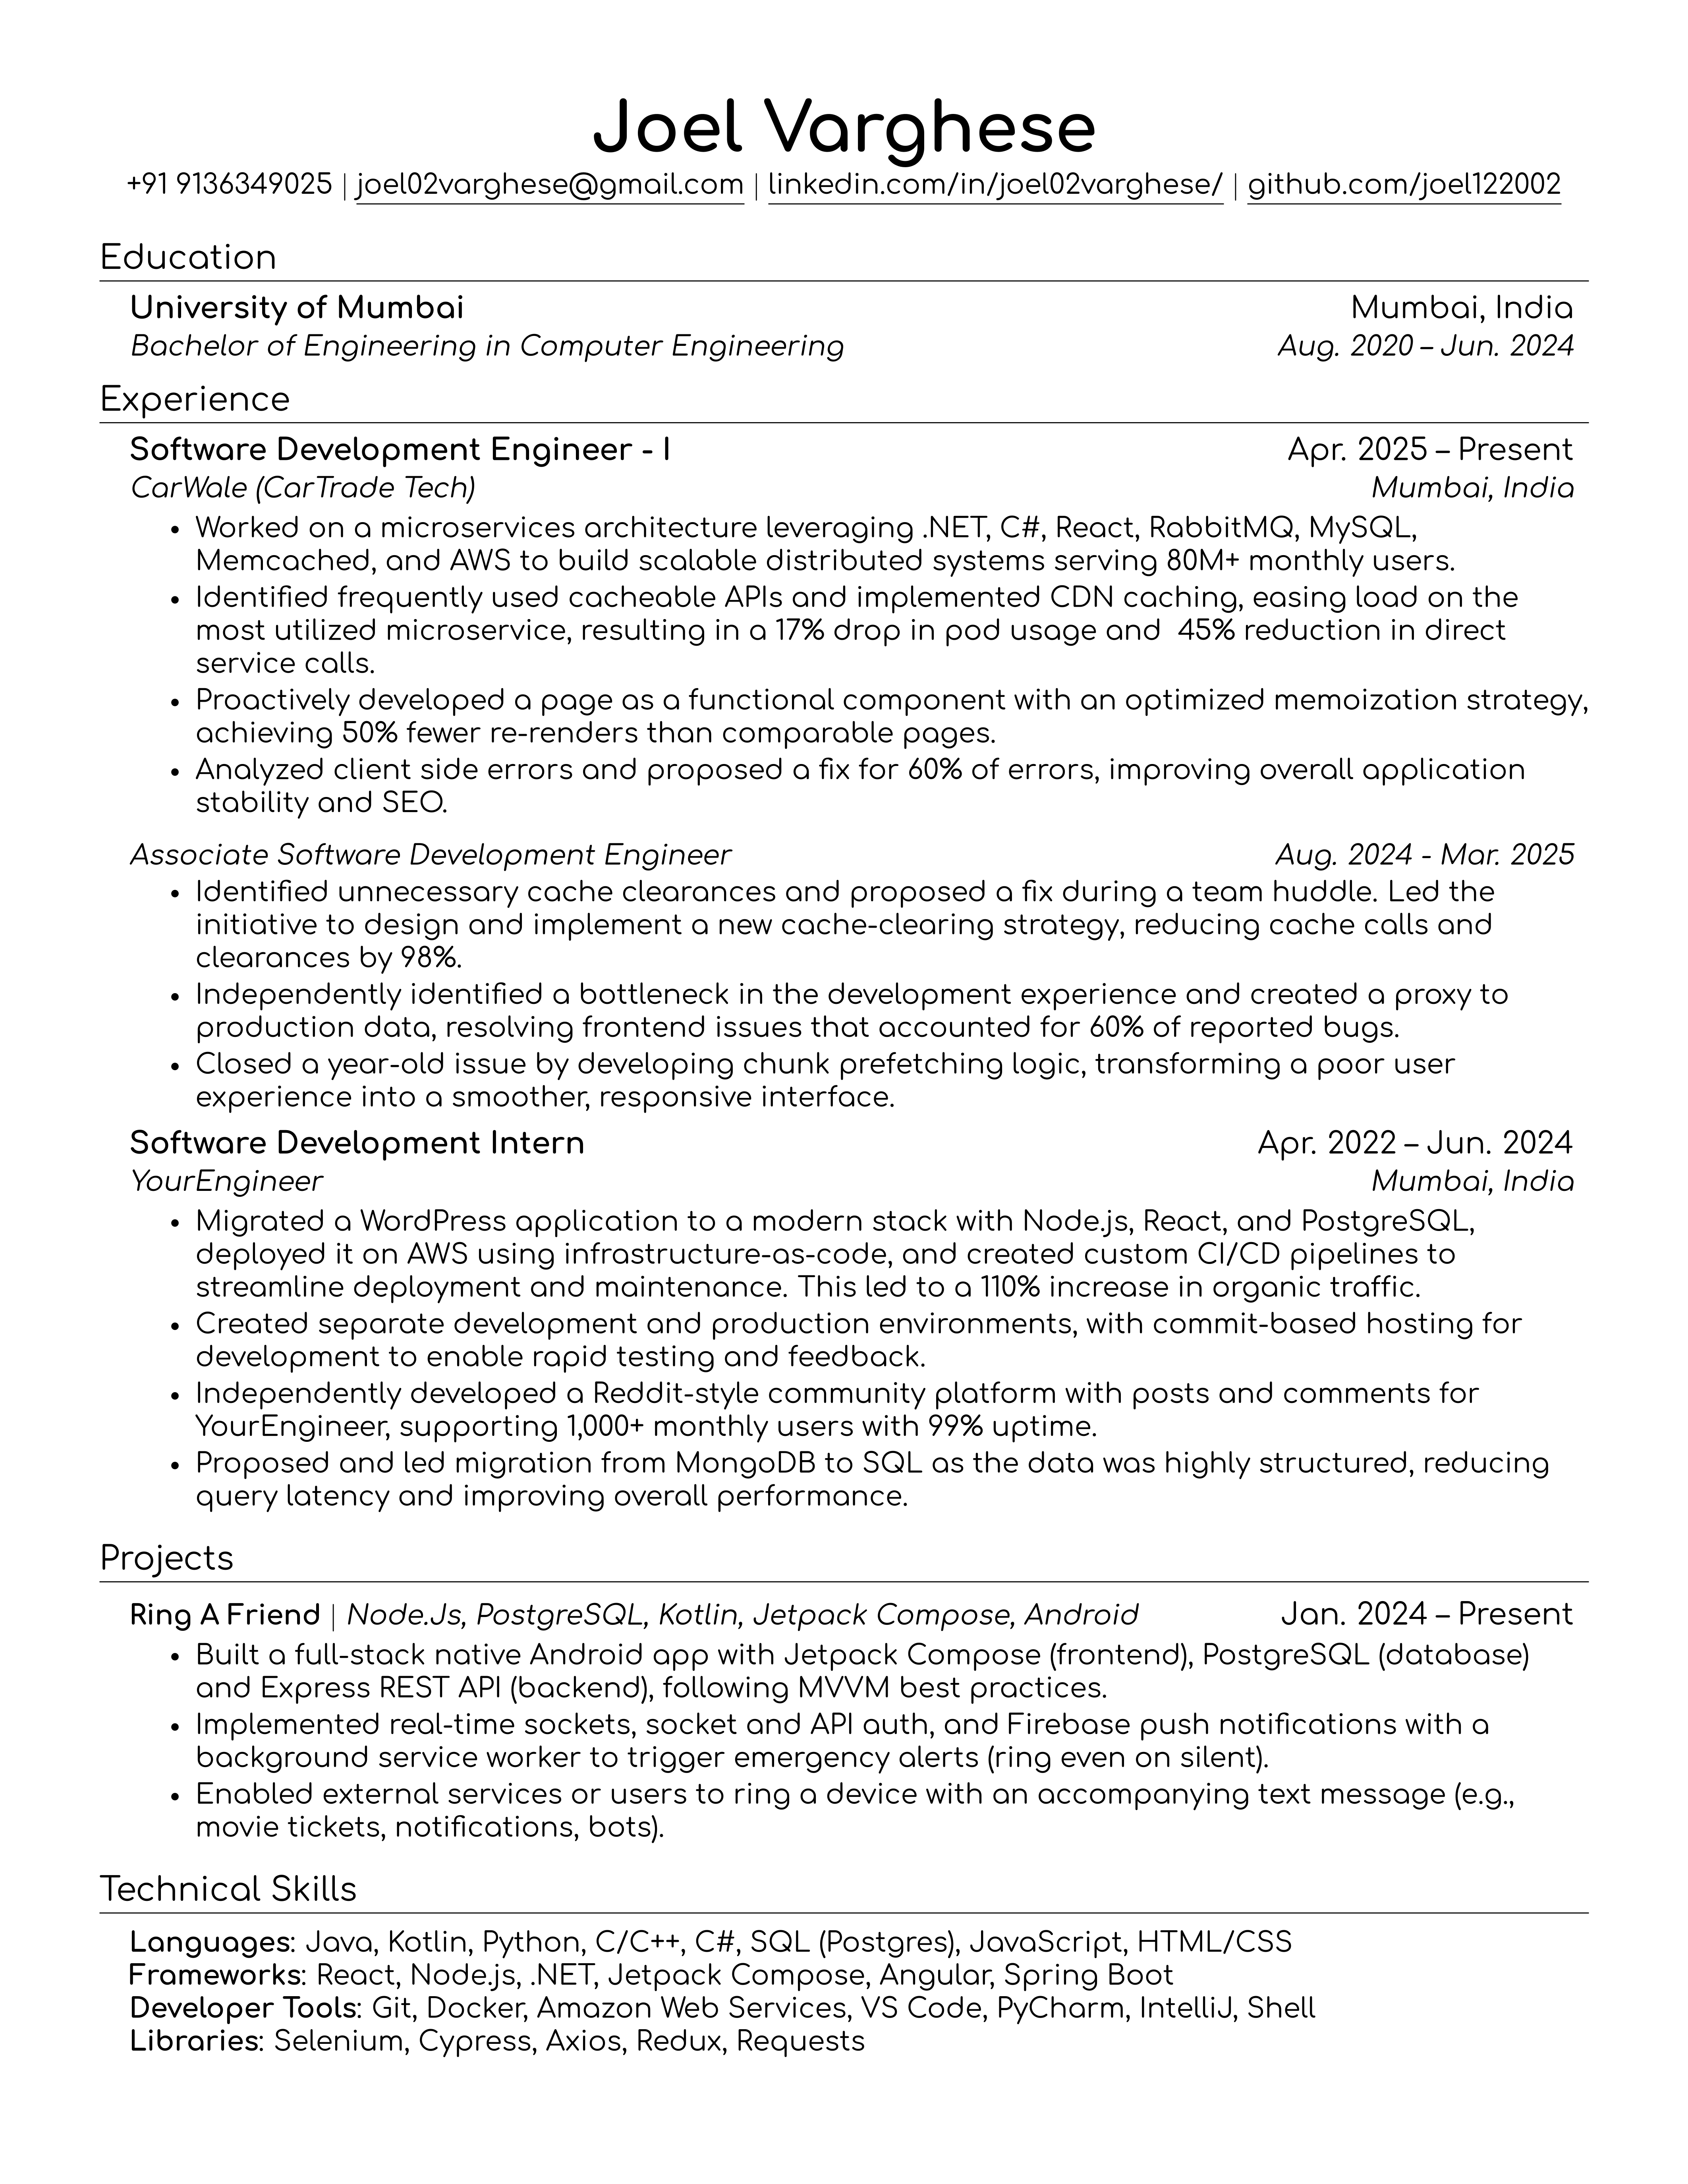 Joel Varghese
+91 9136349025 | joel02varghese@gmail.com | linkedin.com/in/joel02varghese/ | github.com/joel122002
Education
University of Mumbai Mumbai, India
Bachelor of Engineering in Computer Engineering Aug. 2020 – Jun. 2024
Experience
Software Development Engineer - I Apr. 2025 – Present
CarWale (CarTrade Tech) Mumbai, India
• Worked on a microservices architecture leveraging .NET, C#, React, RabbitMQ, MySQL,
Memcached, and AWS to build scalable distributed systems serving 80M+ monthly users.
• Identified frequently used cacheable APIs and implemented CDN caching, easing load on the
most utilized microservice, resulting in a 17% drop in pod usage and 45% reduction in direct
service calls.
• Proactively developed a page as a functional component with an optimized memoization strategy,
achieving 50% fewer re-renders than comparable pages.
• Analyzed client side errors and proposed a fix for 60% of errors, improving overall application
stability and SEO.
Associate Software Development Engineer Aug. 2024 - Mar. 2025
• Identified unnecessary cache clearances and proposed a fix during a team huddle. Led the
initiative to design and implement a new cache-clearing strategy, reducing cache calls and
clearances by 98%.
• Independently identified a bottleneck in the development experience and created a proxy to
production data, resolving frontend issues that accounted for 60% of reported bugs.
• Closed a year-old issue by developing chunk prefetching logic, transforming a poor user
experience into a smoother, responsive interface.
Software Development Intern Apr. 2022 – Jun. 2024
YourEngineer Mumbai, India
• Migrated a WordPress application to a modern stack with Node.js, React, and PostgreSQL,
deployed it on AWS using infrastructure-as-code, and created custom CI/CD pipelines to
streamline deployment and maintenance. This led to a 110% increase in organic traffic.
• Created separate development and production environments, with commit-based hosting for
development to enable rapid testing and feedback.
• Independently developed a Reddit-style community platform with posts and comments for
YourEngineer, supporting 1,000+ monthly users with 99% uptime.
• Proposed and led migration from MongoDB to SQL as the data was highly structured, reducing
query latency and improving overall performance.
Projects
Ring A Friend | Node.Js, PostgreSQL, Kotlin, Jetpack Compose, Android Jan. 2024 – Present
• Built a full-stack native Android app with Jetpack Compose (frontend), PostgreSQL (database)
and Express REST API (backend), following MVVM best practices.
• Implemented real-time sockets, socket and API auth, and Firebase push notifications with a
background service worker to trigger emergency alerts (ring even on silent).
• Enabled external services or users to ring a device with an accompanying text message (e.g.,
movie tickets, notifications, bots).
Technical Skills
Languages: Java, Kotlin, Python, C/C++, C#, SQL (Postgres), JavaScript, HTML/CSS
Frameworks: React, Node.js, .NET, Jetpack Compose, Angular, Spring Boot
Developer Tools: Git, Docker, Amazon Web Services, VS Code, PyCharm, IntelliJ, Shell
Libraries: Selenium, Cypress, Axios, Redux, Requests